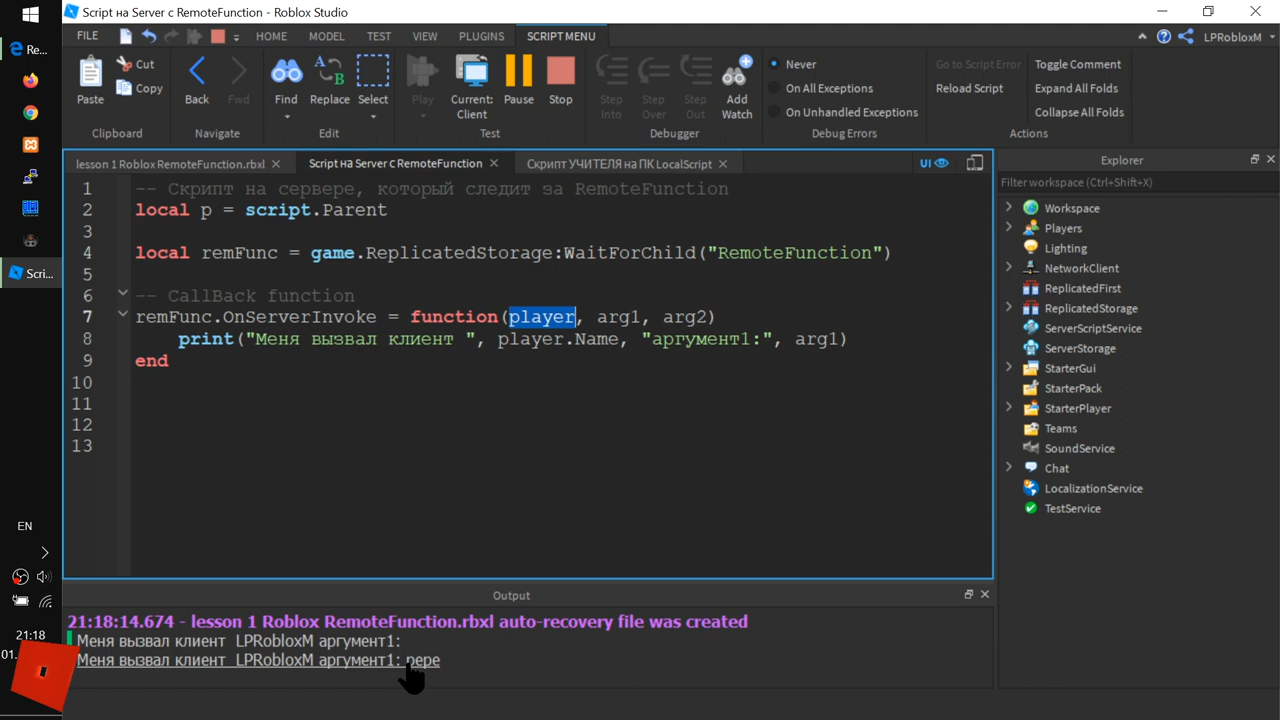 Script на Server с RemoteFunction - Roblox Studio
FILE
HOME
MODEL
TEST
VIEW
PLUGINS
SCRIPT MENU
LPRobloxM
Re...
Paste
Cut
Copy
Clipboard
Back
Fwd
Navigate
Find
Replace
Select
Edit
Play
Current:
Client
Pause
Stop
Test
Step
Into
Step
Over
Step
Out
Add
Watch
Debugger
Never
On All Exceptions
On Unhandled Exceptions
Debug Errors
Go to Script Error
Reload Script
Toggle Comment
Expand All Folds
Collapse All Folds
Actions
lesson 1 Roblox RemoteFunction.rbxl
Script на Server с RemoteFunction
Скрипт УЧИТЕЛЯ на ПК LocalScript
UI
1 -- Скрипт на сервере, который следит за RemoteFunction
2 local p = script.Parent
3
4 local remFunc = game.ReplicatedStorage:WaitForChild("RemoteFunction")
5
6 -- CallBack function
7 remFunc.OnServerInvoke = function(player, arg1, arg2)
8 print("Меня вызвал клиент ", player.Name, "аргумент1:", arg1)
9 end
10
11
12
13
Explorer
Filter workspace (Ctrl+Shift+X)
Workspace
Players
Lighting
NetworkClient
ReplicatedFirst
ReplicatedStorage
ServerScriptService
ServerStorage
StarterGui
StarterPack
StarterPlayer
Teams
SoundService
Chat
LocalizationService
TestService
Scri...
EN
21:18
01.
Output
21:18:14.674 - lesson 1 Roblox RemoteFunction.rbxl auto-recovery file was created
Меня вызвал клиент LPRobloxM аргумент1:
Меня вызвал клиент LPRobloxM аргумент1: pepe